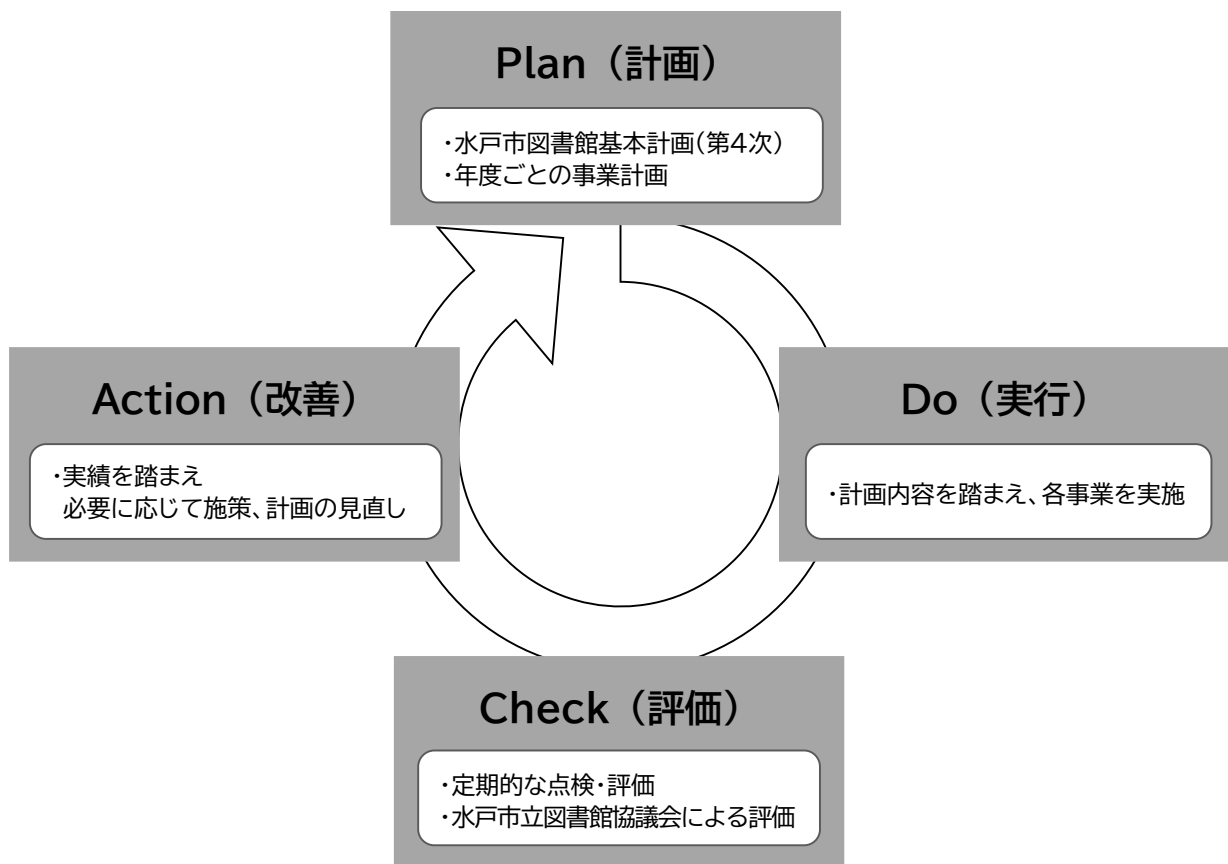 Plan（計画）
・水戸市図書館基本計画（第4次）
・年度ごとの事業計画
Action（改善）
・実績を踏まえ
必要に応じて施策、計画の見直し
Do（実行）
・計画内容を踏まえ、各事業を実施
Check（評価）
・定期的な点検・評価
・水戸市立図書館協議会による評価